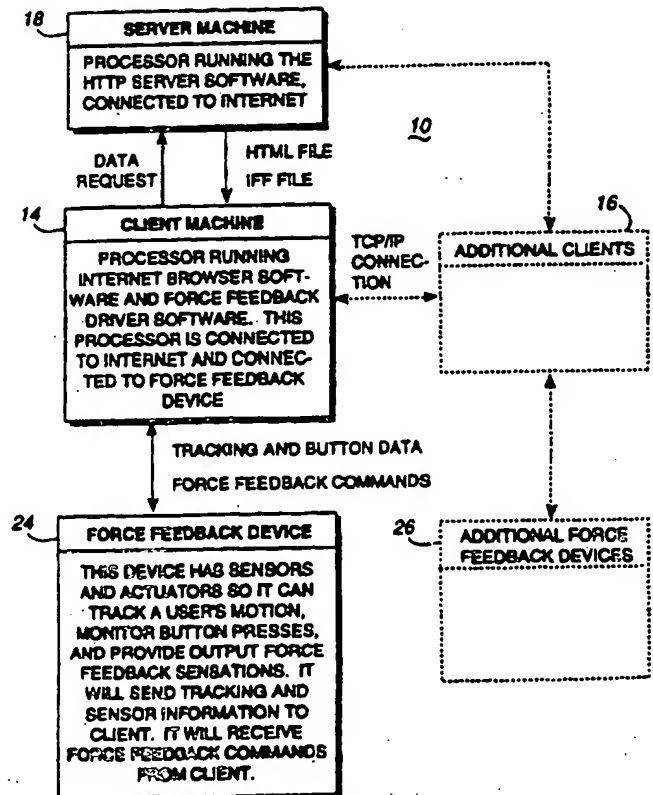 18
SERVER MACHINE
PROCESSOR RUNNING THE
HTTP SERVER SOFTWARE,
CONNECTED TO INTERNET
10
DATA
REQUEST
HTML FILE
IFF FILE
14
CLIENT MACHINE
PROCESSOR RUNNING
INTERNET BROWSER SOFT-
WARE AND FORCE FEEDBACK
DRIVER SOFTWARE. THIS
PROCESSOR IS CONNECTED
TO INTERNET AND CONNEC-
TED TO FORCE FEEDBACK
DEVICE
TCP/IP
CONNEC-
TION
16
ADDITIONAL CLIENTS
TRACKING AND BUTTON DATA
FORCE FEEDBACK COMMANDS
24
FORCE FEEDBACK DEVICE
THIS DEVICE HAS SENSORS
AND ACTUATORS SO IT CAN
TRACK A USER'S MOTION,
MONITOR BUTTON PRESSES,
AND PROVIDE OUTPUT FORCE
FEEDBACK SENSATIONS. IT
WILL SEND TRACKING AND
SENSOR INFORMATION TO
CLIENT. IT WILL RECEIVE
FORCE FEEDBACK COMMANDS
FROM CLIENT.
26
ADDITIONAL FORCE
FEEDBACK DEVICES